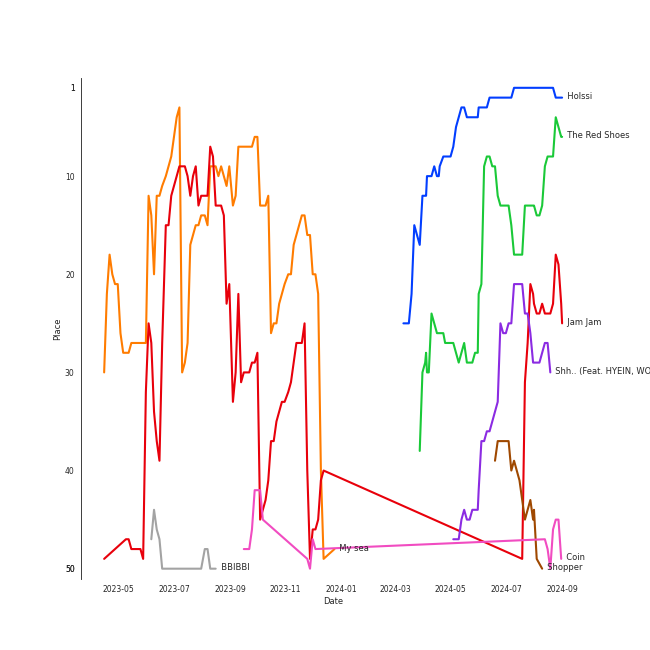 1
10
20
30
40
50
Place
Holssi
The Red Shoes
Jam Jam
Shh.. (Feat. HYEIN, WO
My sea
Coin
Shopper
BBIBBI
2023-05
2023-07
2023-09
2023-11
2024-01
2024-03
2024-05
2024-07
2024-09
Date